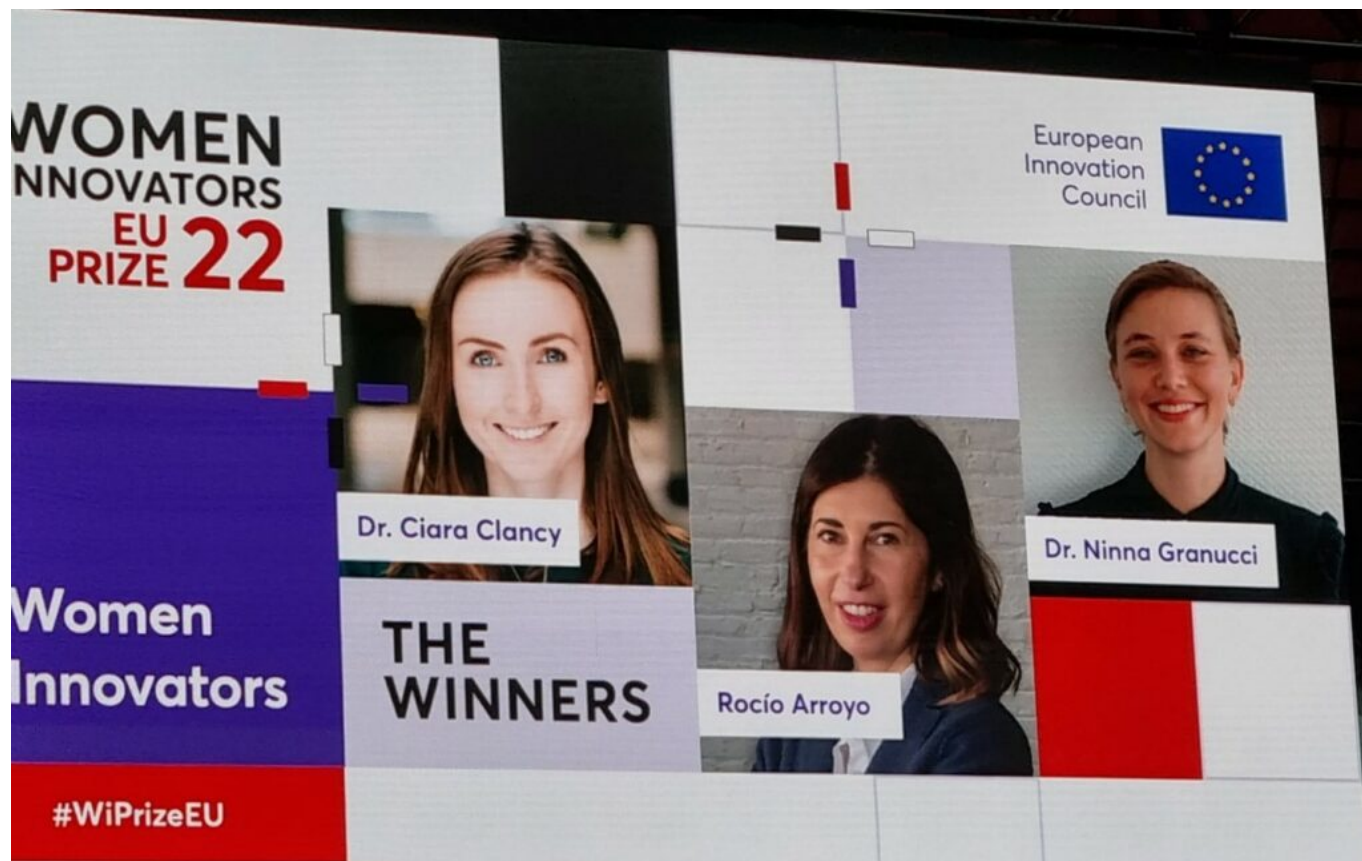 WOMEN
INNOVATORS
EU
PRIZE 22
European
Innovation
Council
Dr. Ciara Clancy
Dr. Ninna Granucci
Women
Innovators
THE
WINNERS
Rocío Arroyo
#WiPrizeEU